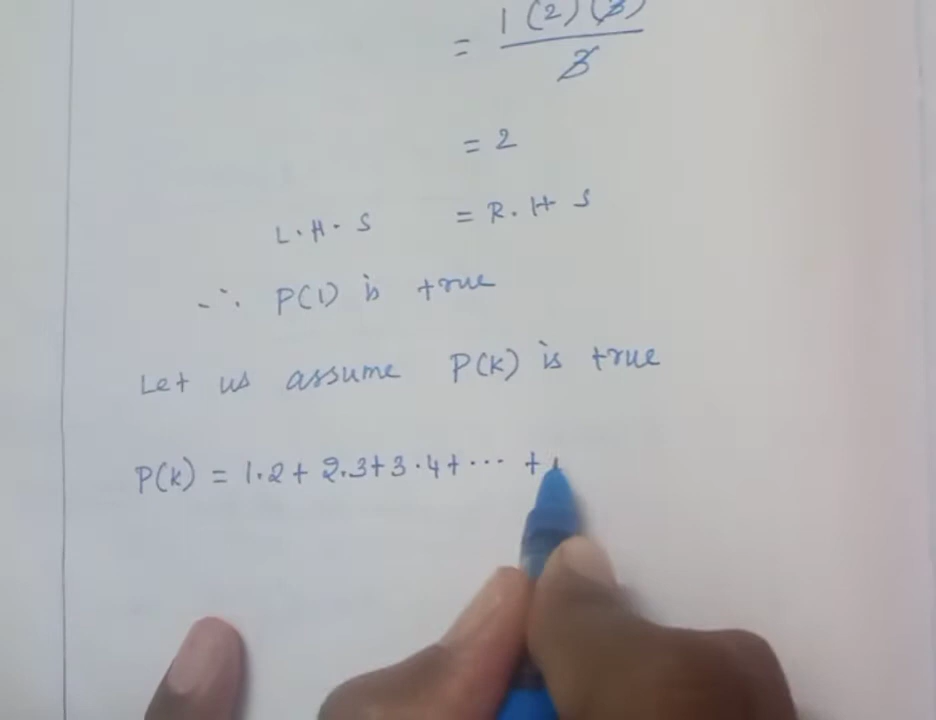 = 1(2)(3)/3
= 2
L.H.S = R.H S
∴ P(1) is true
Let us assume P(k) is true
P(k) = 1.2+ 2.3+3.4+... +